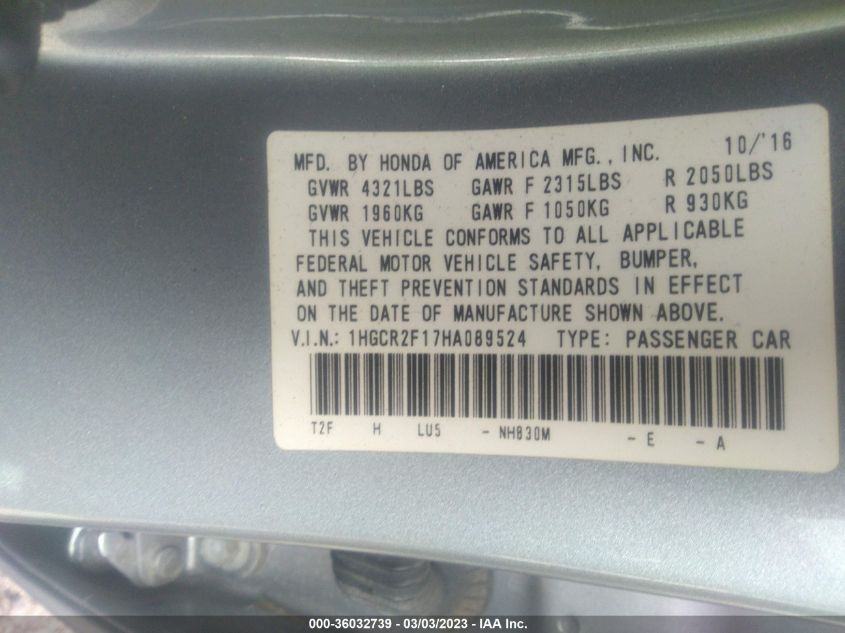 10/'16
MFD. BY HONDA OF AMERICA MFG., INC.
GVWR 4321LBS GAWR F 2315LBS R 2050LBS
GVWR 1960KG GAWR F 1050KG R 930KG
THIS VEHICLE CONFORMS TO ALL APPLICABLE
FEDERAL MOTOR VEHICLE SAFETY, BUMPER,
AND THEFT PREVENTION STANDARDS IN EFFECT
ON THE DATE OF MANUFACTURE SHOWN ABOVE.
V.I.N.: 1HGCR2F17HA089524 TYPE: PASSENGER CAR
T2F H LU5 - NH830M - E - A
000-36032739 - 03/03/2023 - IAA Inc.